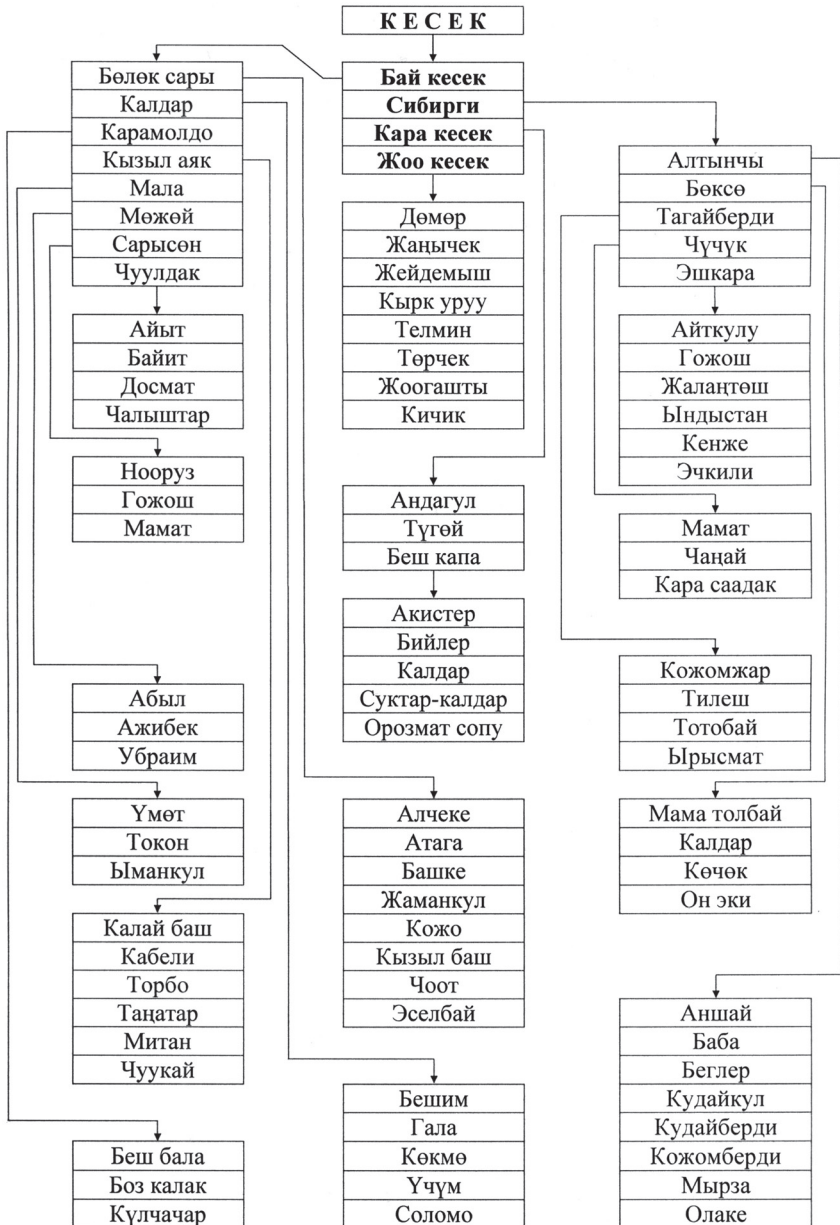 К Е С Е К
Бай кесек
Сибирги
Кара кесек
Жоо кесек
Бөлөк сары
Калдар
Карамолдо
Кызыл аяк
Мала
Мөжөй
Сарысөн
Чуулдак
Айыт
Байит
Досмат
Чалыштар
Нооруз
Гожош
Мамат
Абыл
Ажибек
Убраим
Үмөт
Токон
Ыманкул
Калай баш
Кабели
Торбо
Таңатар
Митан
Чуукай
Беш бала
Боз калак
Күлчачар
Дөмөр
Жаңычек
Жейдемыш
Кырк уруу
Телмин
Төрчек
Жоогашты
Кичик
Андагул
Түгөй
Беш капа
Акистер
Бийлер
Калдар
Суктар-калдар
Орозмат сопу
Алчеке
Атага
Башке
Жаманкул
Кожо
Кызыл баш
Чоот
Эселбай
Бешим
Гала
Көкмө
Үчүм
Соломо
Алтынчы
Бөксө
Тагайберди
Чүчүк
Эшкара
Айткулу
Гожош
Жалаңтөш
Ындыстан
Кенже
Эчкили
Мамат
Чаңай
Кара саадак
Кожомжар
Тилеш
Тотобай
Ырысмат
Мама толбай
Калдар
Көчөк
Он эки
Аншай
Баба
Беглер
Кудайкул
Кудайберди
Кожомберди
Мырза
Олаке